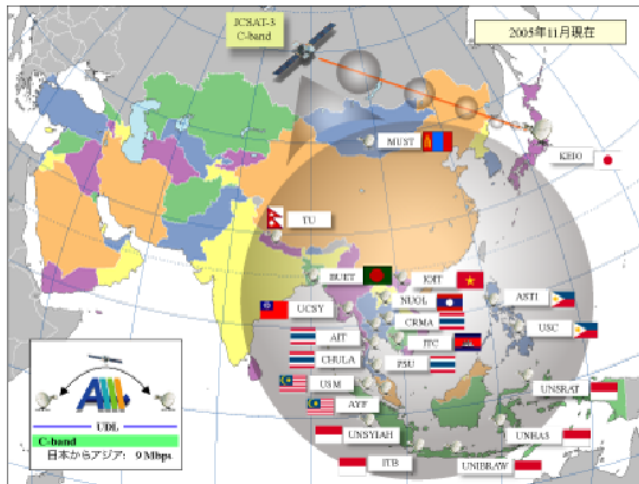 JCSAT-3
C-band
2005年11月現在
MUST
KEIO
TU
BUET
IOIT
NUOL
ASTI
UCSY
CRMA
AIT
ITC
USC
CHULA
PSU
USM
UNSRAT
AYF
UNSYIAH
UNHAS
ITB
UNIBRAW
AI
UDL
C-band
日本からアジア: 9Mbps